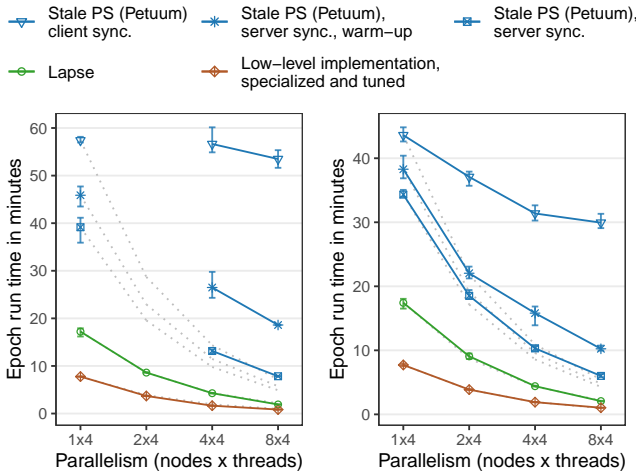 Stale PS (Petuum)
client sync.
Stale PS (Petuum),
server sync., warm−up
Stale PS (Petuum),
server sync.
Lapse
Low−level implementation,
specialized and tuned
Epoch run time in minutes
60
50
40
30
20
10
0
1x4 2x4 4x4 8x4
Parallelism (nodes x threads)
Epoch run time in minutes
40
30
20
10
0
1x4 2x4 4x4 8x4
Parallelism (nodes x threads)